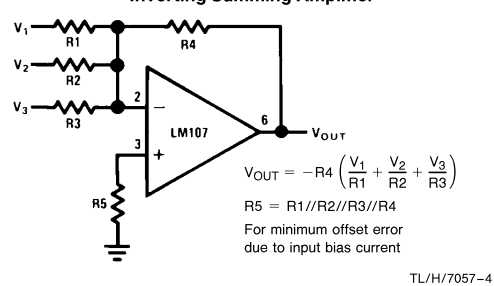 Inverting Summing Amplifier
V1
R1
R4
V2
R2
V3
R3
2
−
LM107
6
VOUT
3
+
R5
VOUT = −R4 (V1/R1 + V2/R2 + V3/R3)
R5 = R1//R2//R3//R4
For minimum offset error
due to input bias current
TL/H/7057–4